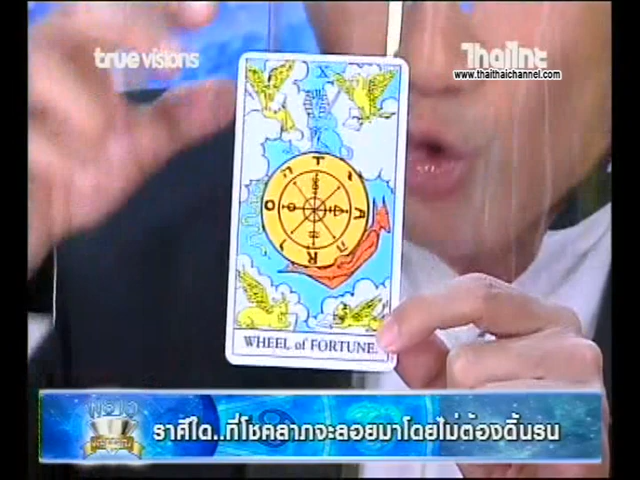 true visions
ThaiThai
www.thaithaichannel.com
X
T
A
R
O
WHEEL of FORTUNE.
ราศีใด..ที่โชคลาภจะลอยมาโดยไม่ต้องดิ้นรน